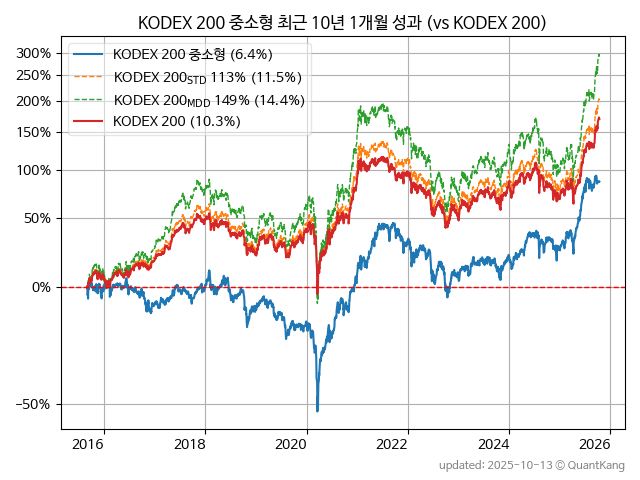 KODEX 200 중소형 최근 10년 1개월 성과 (vs KODEX 200)
KODEX 200 중소형 (6.4%)
KODEX 200STD 113% (11.5%)
KODEX 200MDD 149% (14.4%)
KODEX 200 (10.3%)
300%
250%
200%
150%
100%
50%
0%
−50%
2016 2018 2020 2022 2024 2026
updated: 2025-10-13 © QuantKang